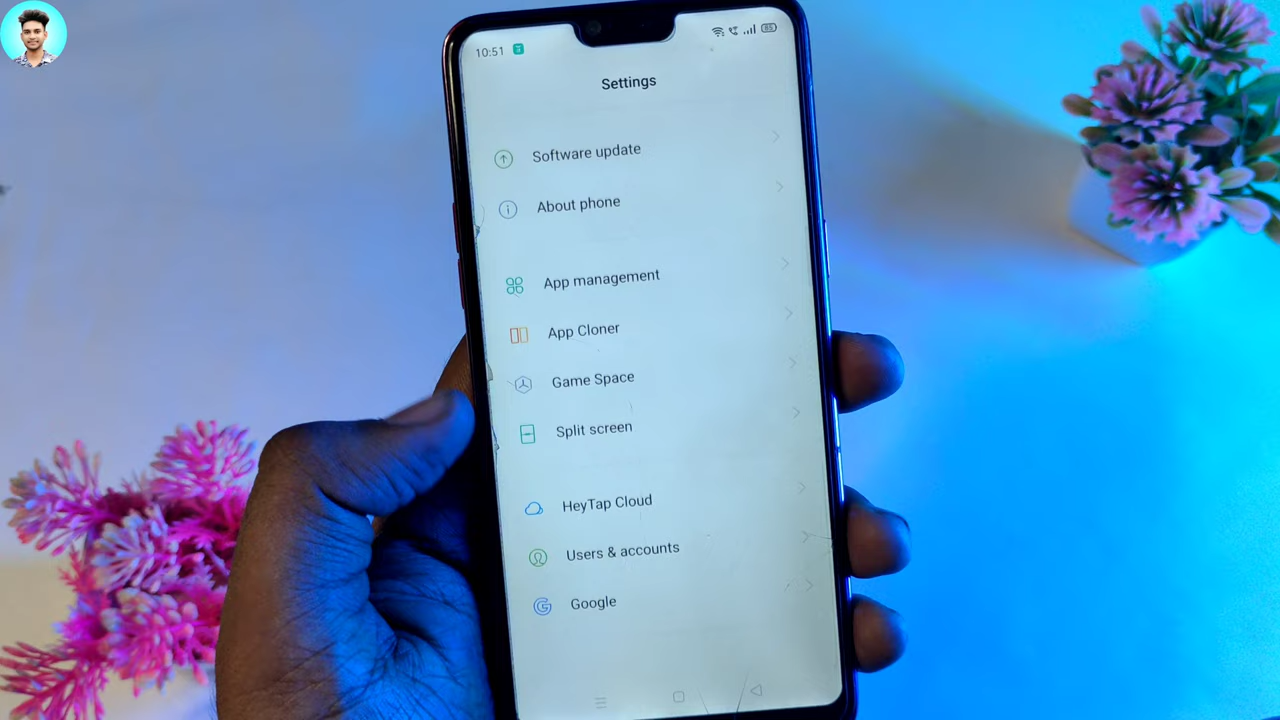 10:51
85
Settings
Software update
About phone
App management
App Cloner
Game Space
Split screen
HeyTap Cloud
Users & accounts
Google